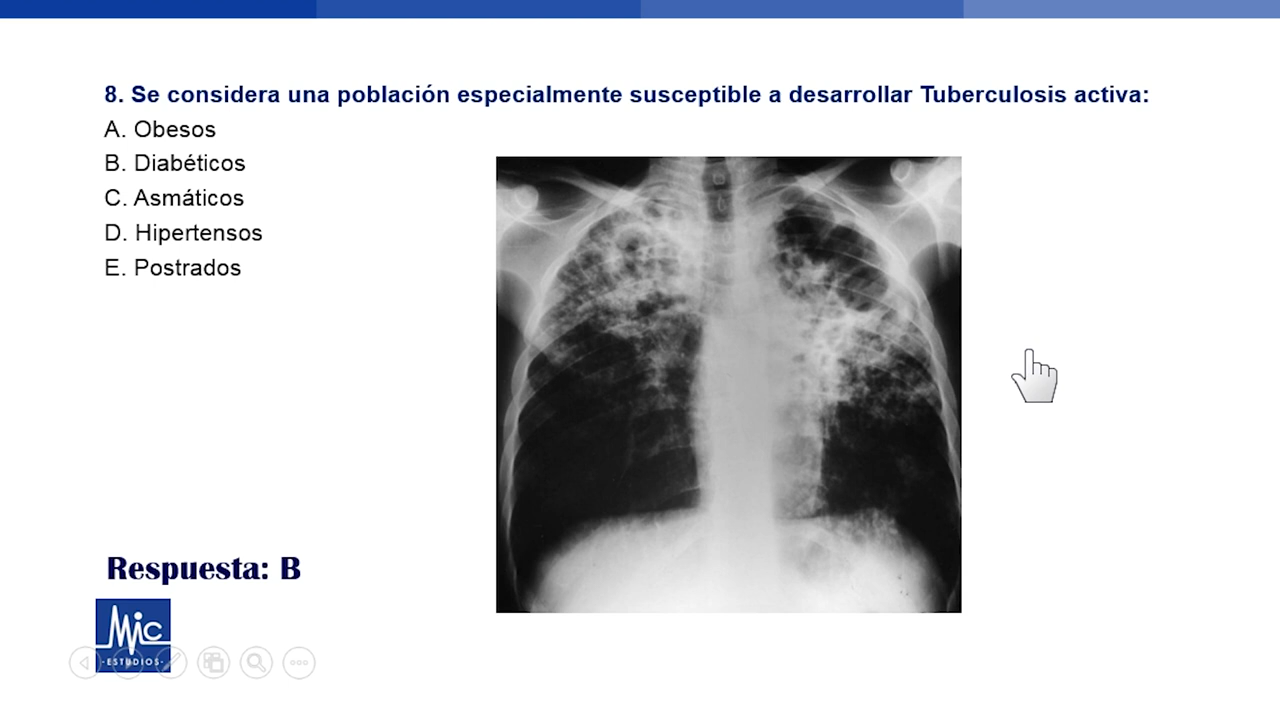 8. Se considera una población especialmente susceptible a desarrollar Tuberculosis activa:
A. Obesos
B. Diabéticos
C. Asmáticos
D. Hipertensos
E. Postrados
Respuesta: B
Mic
-ESTUDIOS-